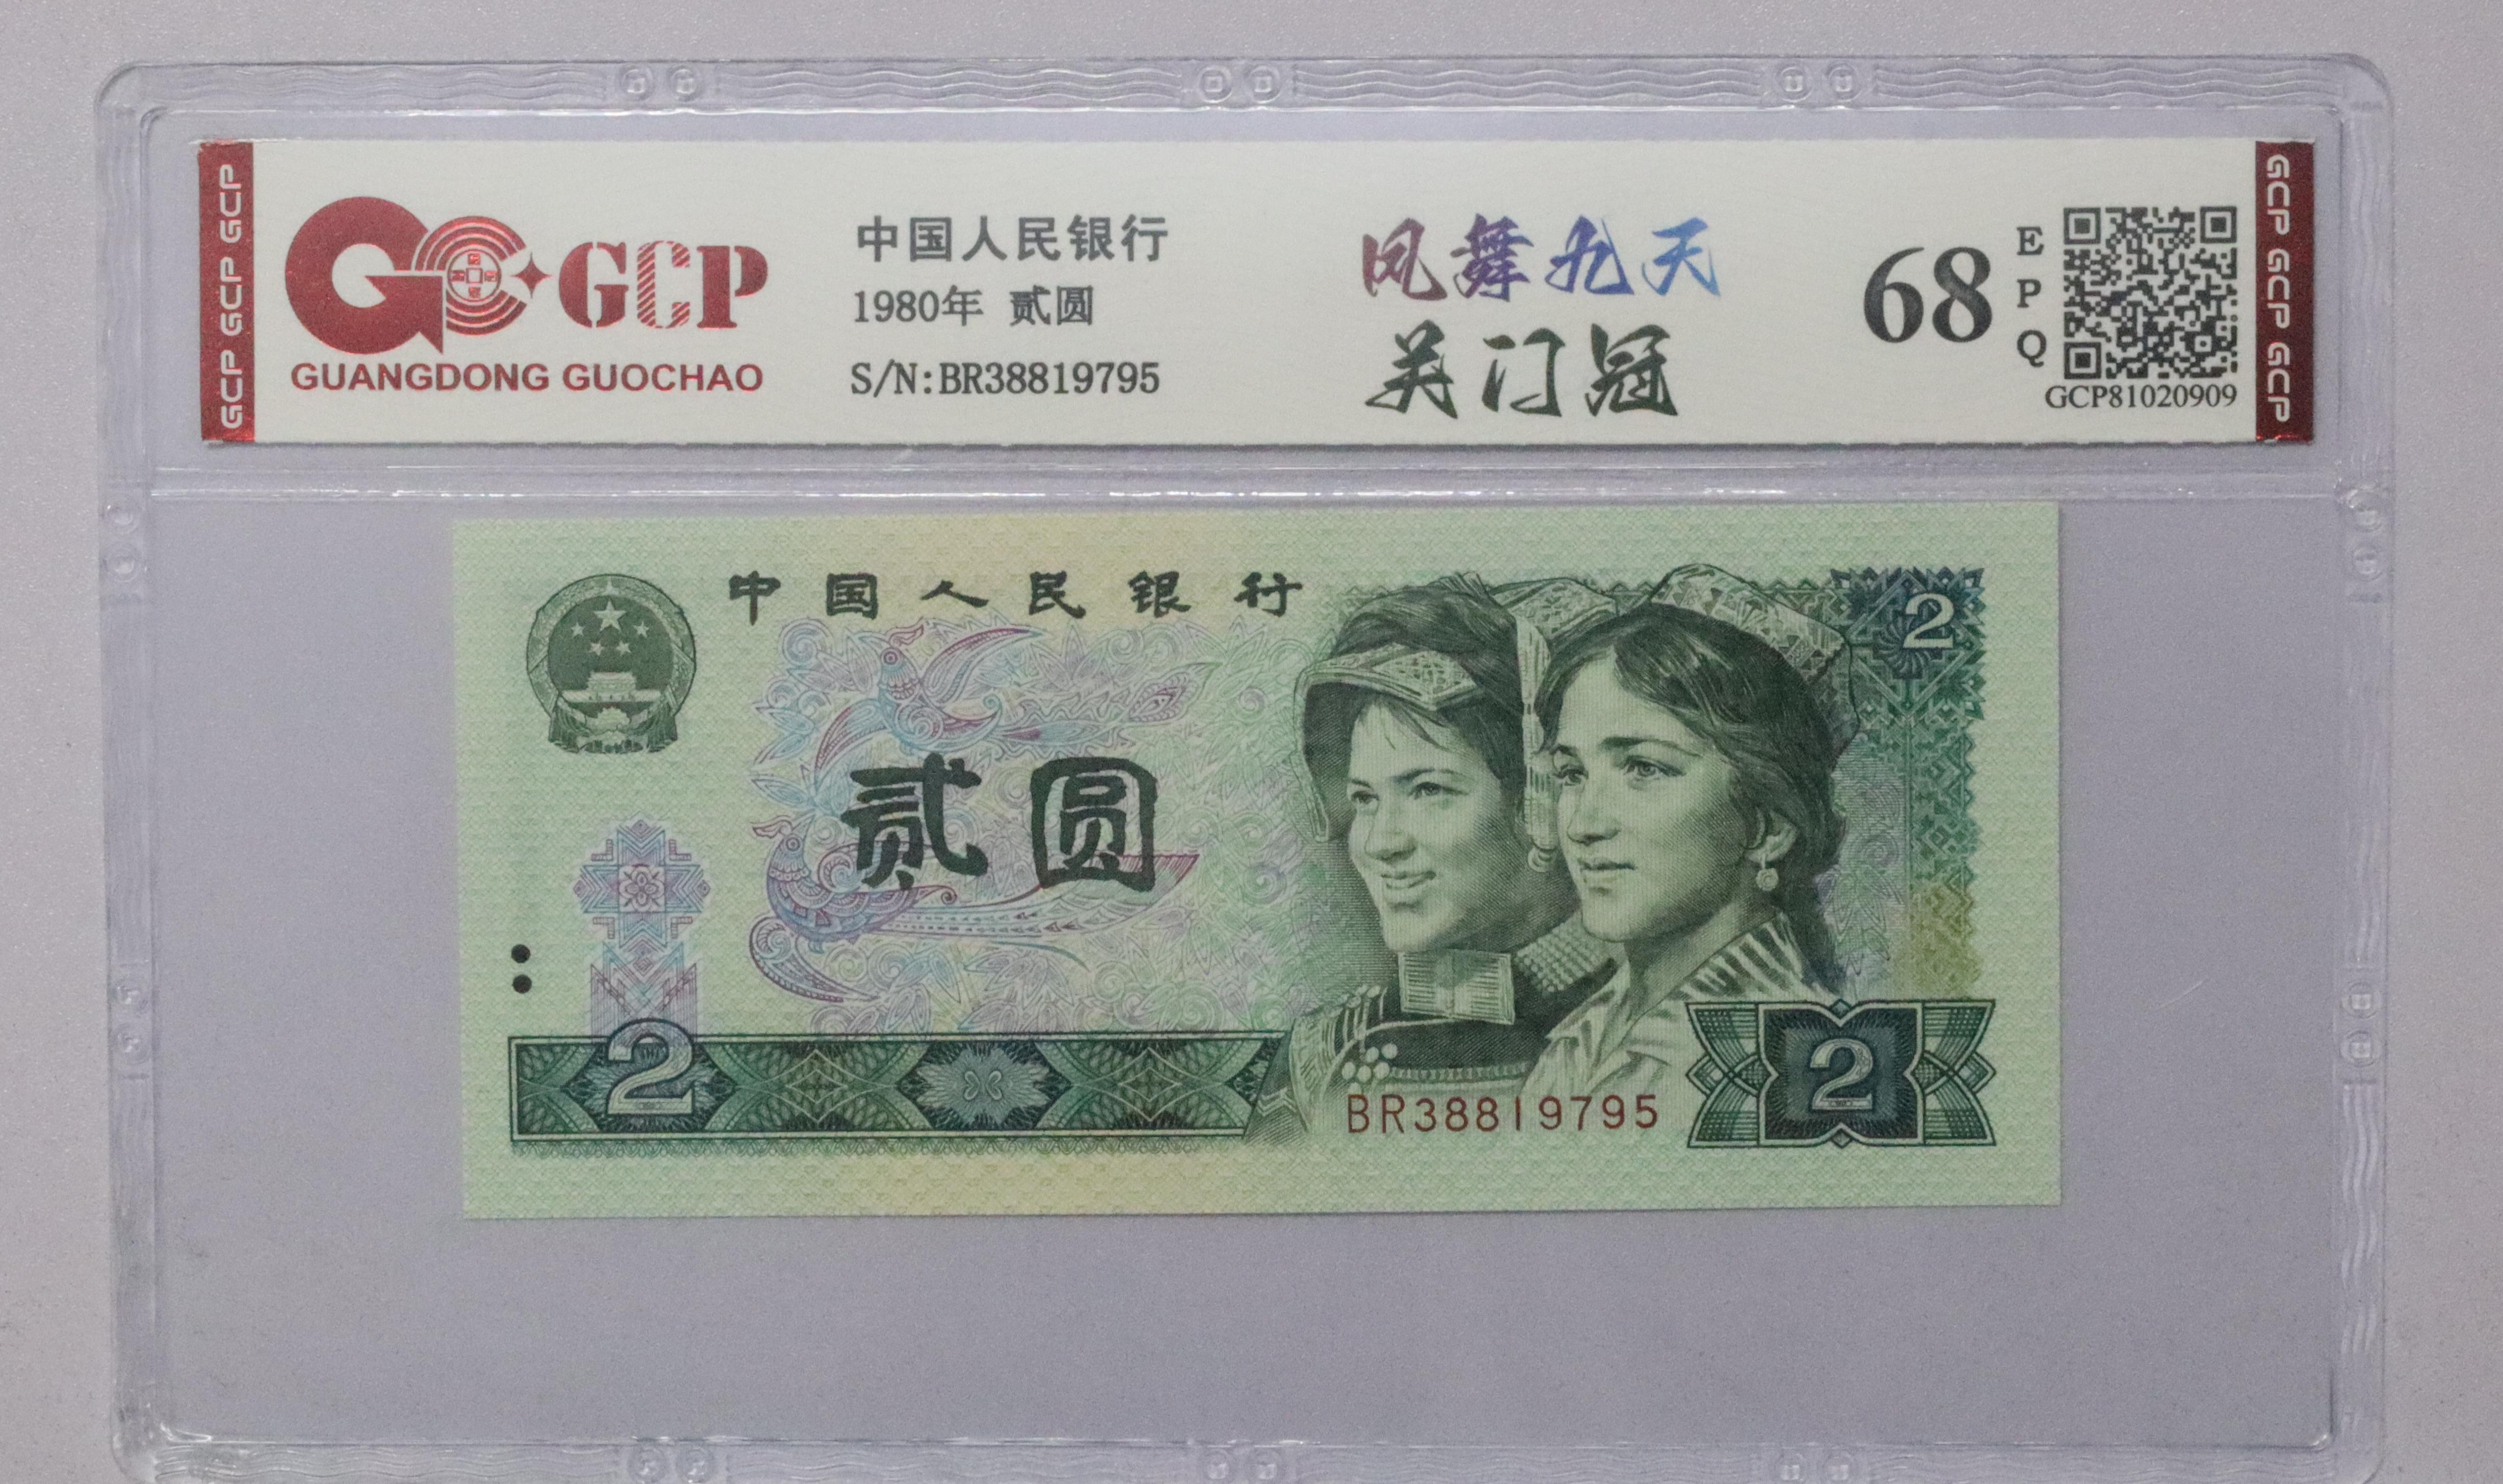 GCP GCP GCP
GCP
GUANGDONG GUOCHAO
中国人民银行
1980年 贰圆
S/N:BR38819795
凤舞九天
关门冠
68
E
P
Q
GCP81020909
GCP GCP GCP
中国人民银行
2
贰圆
2
BR38819795
2